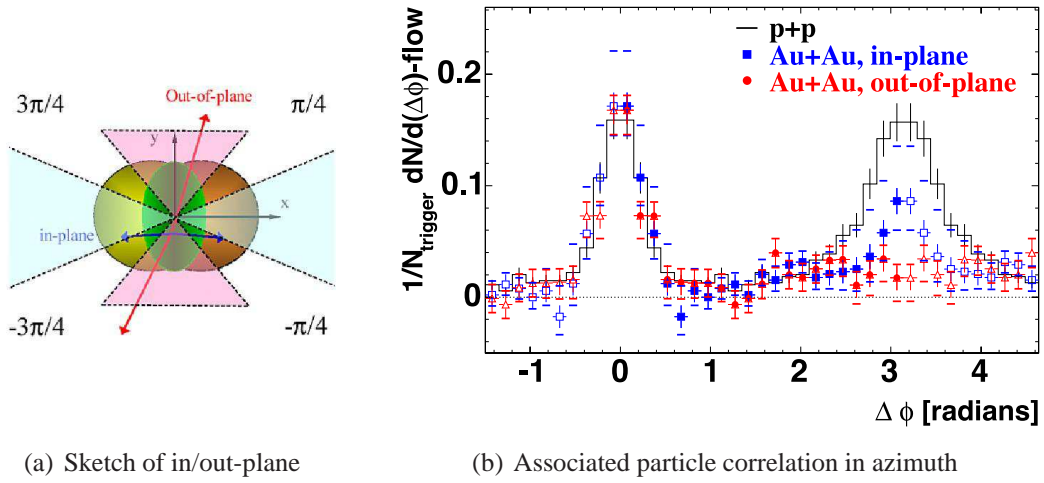 3π/4
Out-of-plane
π/4
y
x
in-plane
-3π/4
-π/4
(a) Sketch of in/out-plane
1/N_trigger dN/d(Δϕ)-flow
p+p
Au+Au, in-plane
Au+Au, out-of-plane
0.2
0.1
0
-1 0 1 2 3 4
Δ ϕ [radians]
(b) Associated particle correlation in azimuth